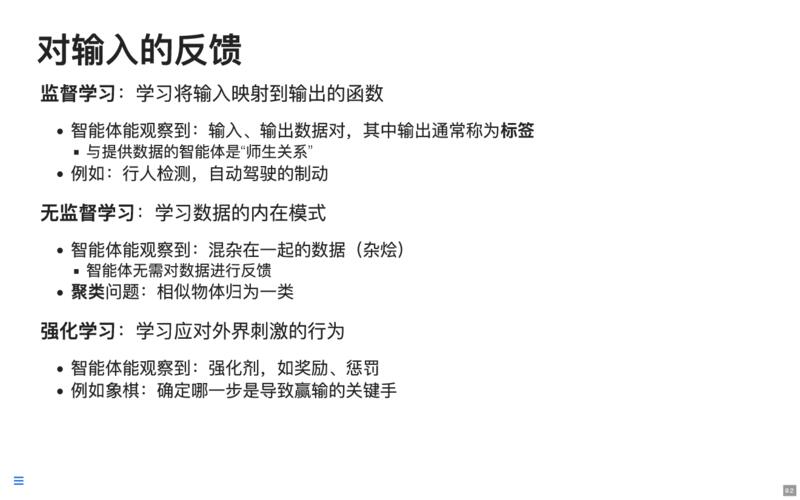 对输入的反馈
监督学习：学习将输入映射到输出的函数
• 智能体能观察到：输入、输出数据对，其中输出通常称为标签
▪ 与提供数据的智能体是“师生关系”
• 例如：行人检测，自动驾驶的制动
无监督学习：学习数据的内在模式
• 智能体能观察到：混杂在一起的数据（杂烩）
▪ 智能体无需对数据进行反馈
• 聚类问题：相似物体归为一类
强化学习：学习应对外界刺激的行为
• 智能体能观察到：强化剂，如奖励、惩罚
• 例如象棋：确定哪一步是导致赢输的关键手
9.2